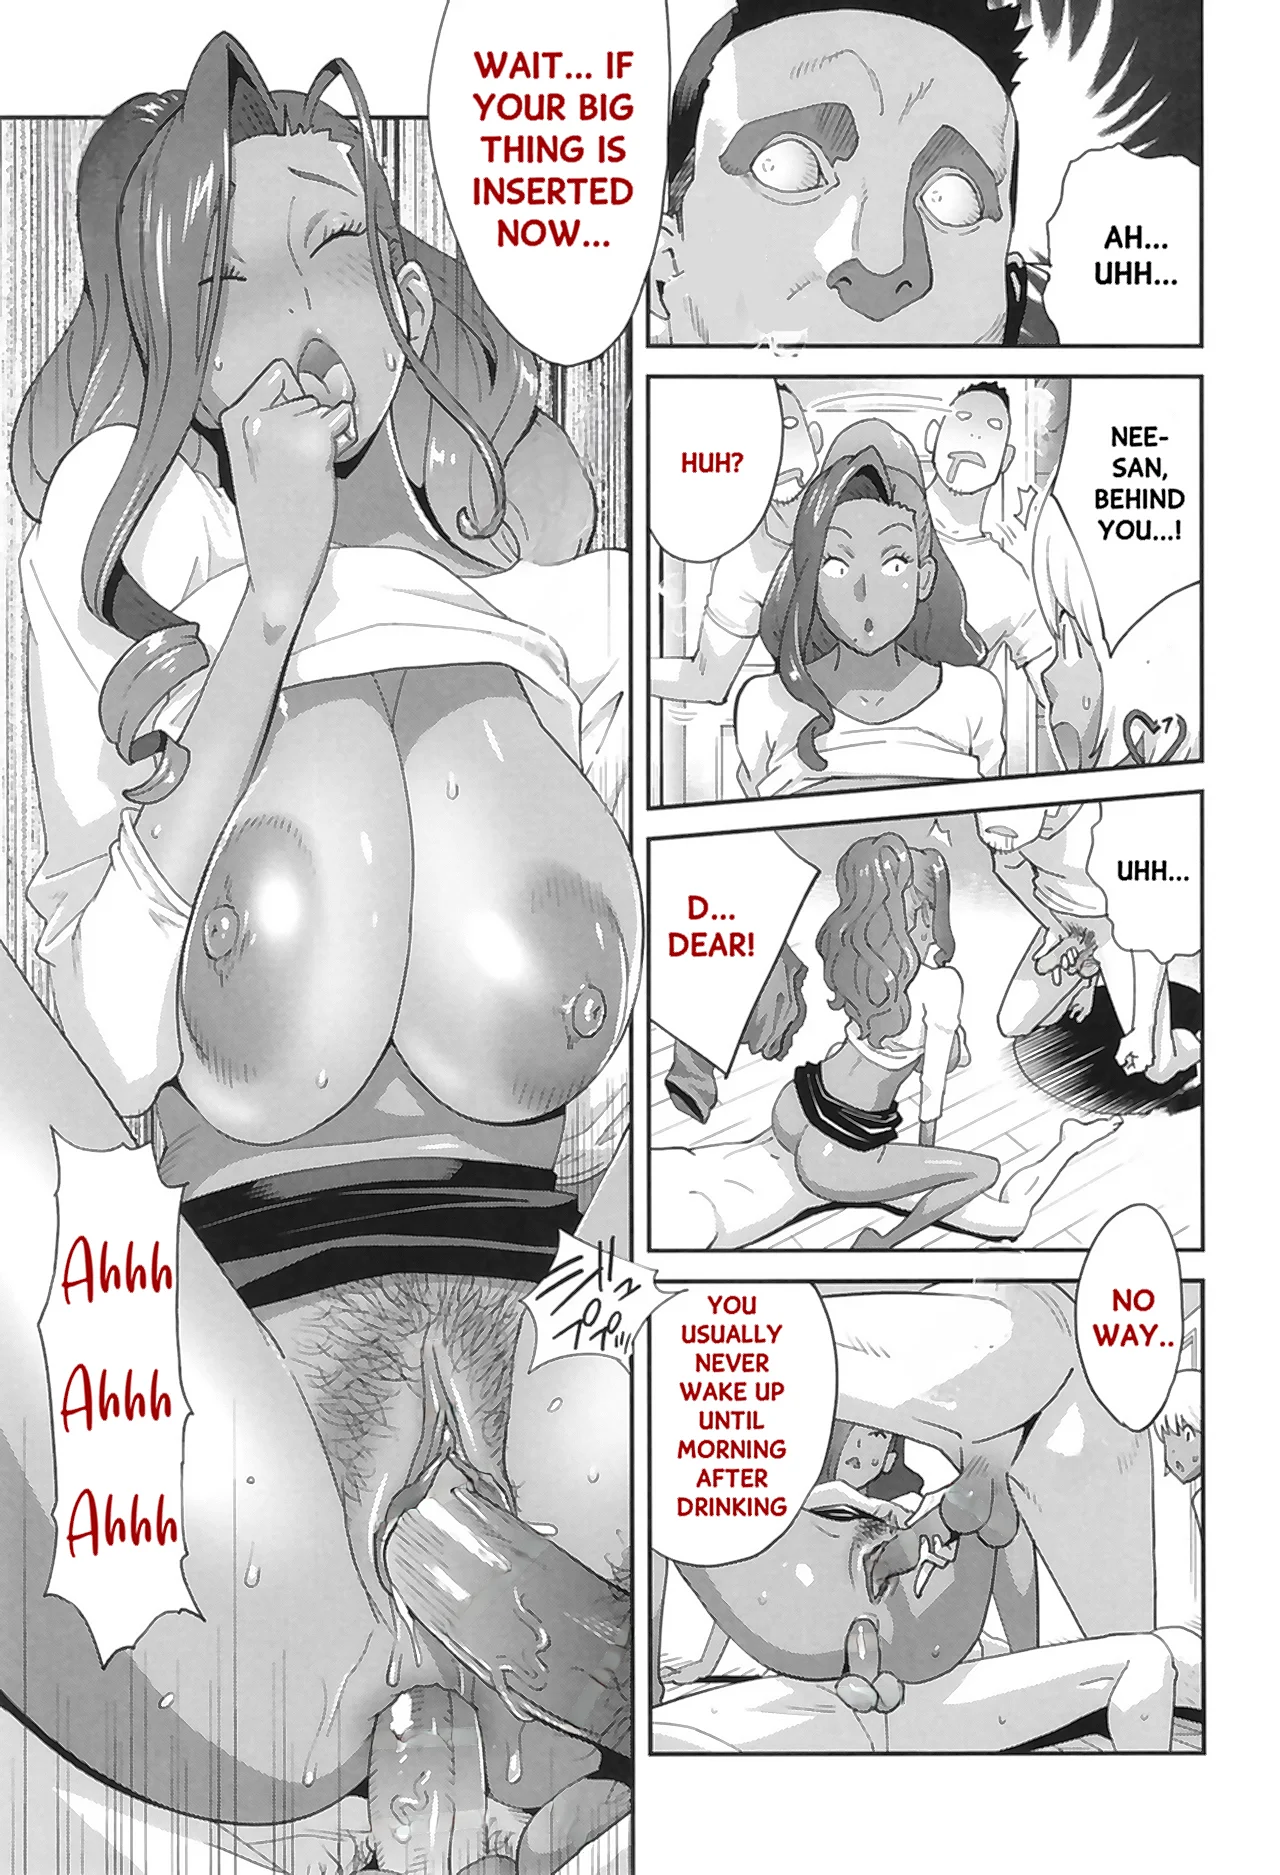 AH...
UHH...
NEE-
SAN,
BEHIND
YOU...!
HUH?
UHH...
D...
DEAR!
NO
WAY..
YOU
USUALLY
NEVER
WAKE UP
UNTIL
MORNING
AFTER
DRINKING
WAIT... IF
YOUR BIG
THING IS
INSERTED
NOW...
Ahhh
Ahhh
Ahhh